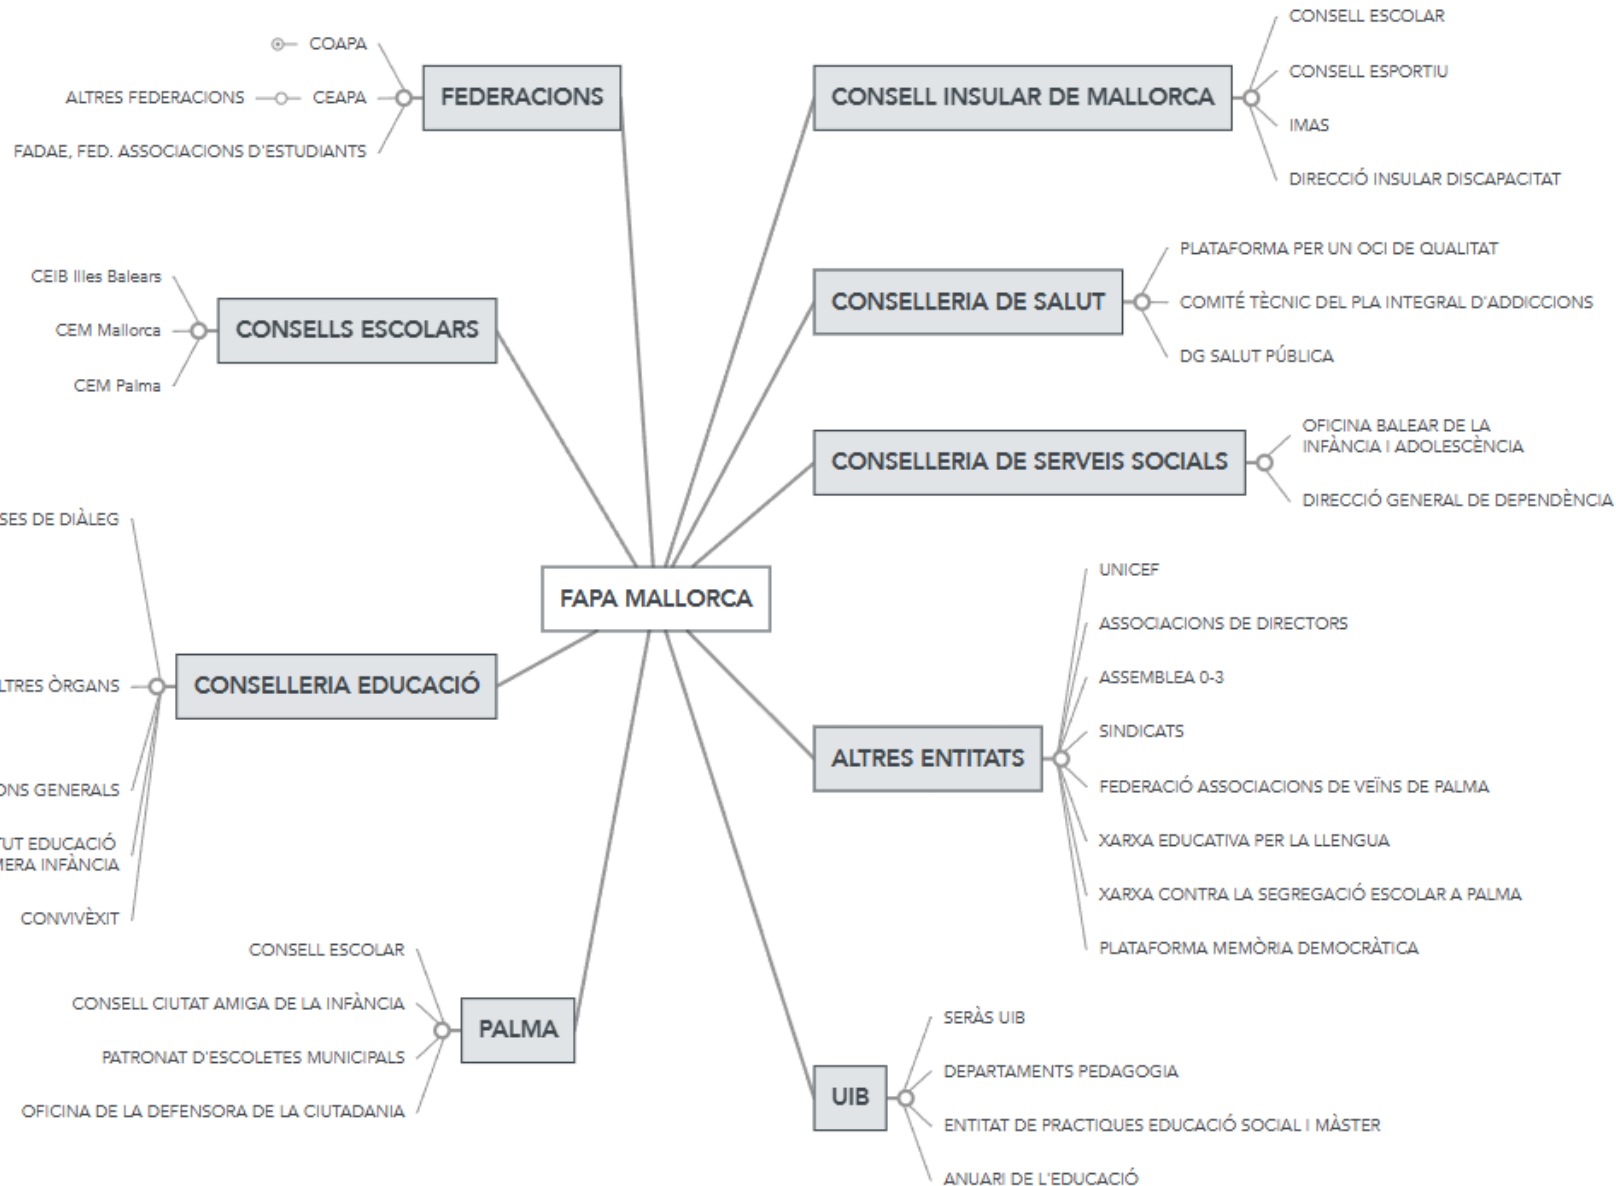 FAPA MALLORCA
FEDERACIONS
COAPA
CEAPA
ALTRES FEDERACIONS
FADAE, FED. ASSOCIACIONS D'ESTUDIANTS
CONSELLS ESCOLARS
CEIB Illes Balears
CEM Mallorca
CEM Palma
CONSELLERIA EDUCACIÓ
DE DIÀLEG
ÒRGANS
GENERALS
EDUCACIÓ
INFÀNCIA
CONVIVÈXIT
PALMA
CONSELL ESCOLAR
CONSELL CIUTAT AMIGA DE LA INFÀNCIA
PATRONAT D'ESCOLETES MUNICIPALS
OFICINA DE LA DEFENSORA DE LA CIUTADANIA
CONSELL INSULAR DE MALLORCA
CONSELL ESCOLAR
CONSELL ESPORTIU
IMAS
DIRECCIÓ INSULAR DISCAPACITAT
CONSELLERIA DE SALUT
PLATAFORMA PER UN OCI DE QUALITAT
COMITÉ TÈCNIC DEL PLA INTEGRAL D'ADDICCIONS
DG SALUT PÚBLICA
CONSELLERIA DE SERVEIS SOCIALS
OFICINA BALEAR DE LA
INFÀNCIA I ADOLESCÈNCIA
DIRECCIÓ GENERAL DE DEPENDÈNCIA
ALTRES ENTITATS
UNICEF
ASSOCIACIONS DE DIRECTORS
ASSEMBLEA 0-3
SINDICATS
FEDERACIÓ ASSOCIACIONS DE VEÏNS DE PALMA
XARXA EDUCATIVA PER LA LLENGUA
XARXA CONTRA LA SEGREGACIÓ ESCOLAR A PALMA
PLATAFORMA MEMÒRIA DEMOCRÀTICA
UIB
SERÀS UIB
DEPARTAMENTS PEDAGOGIA
ENTITAT DE PRACTIQUES EDUCACIÓ SOCIAL I MÀSTER
ANUARI DE L'EDUCACIÓ